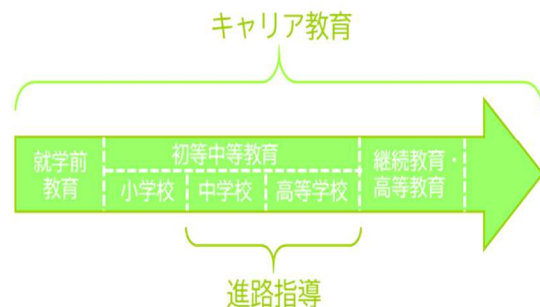 キャリア教育
就学前
教育
初等中等教育
小学校
中学校
高等学校
継続教育・
高等教育
進路指導